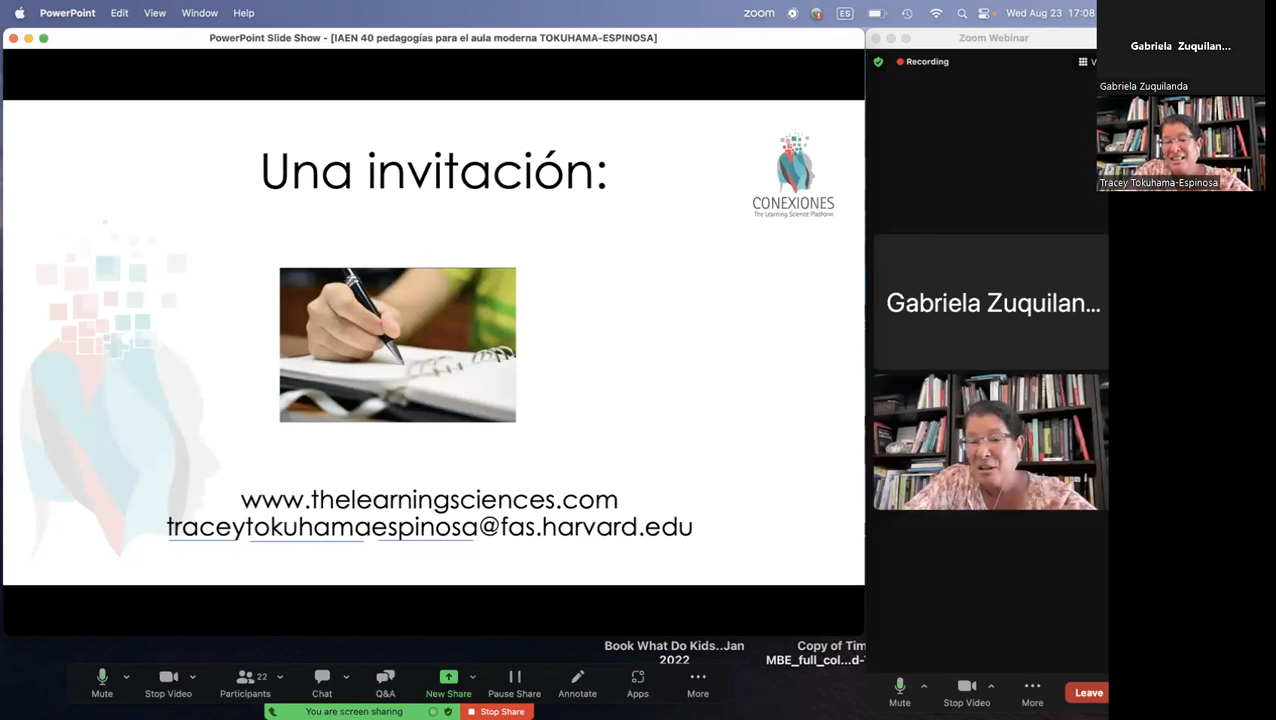 PowerPoint Edit View Window Help
zoom
ES
Wed Aug 23 17:08
PowerPoint Slide Show - [IAEN 40 pedagogías para el aula moderna TOKUHAMA-ESPINOSA]
Zoom Webinar
Recording
Gabriela Zuquilan...
Gabriela Zuquilanda
Tracey Tokuhama-Espinosa
Una invitación:
CONEXIONES
The Learning Science Platform
Gabriela Zuquilan...
www.thelearningsciences.com
traceytokuhamaespinosa@fas.harvard.edu
Book What Do Kids..Jan
2022
Copy of Tim
MBE_full_col...d-
22
Mute
Stop Video
Participants
Chat
Q&A
New Share
Pause Share
Annotate
Apps
More
Mute
Stop Video
More
Leave
You are screen sharing
Stop Share